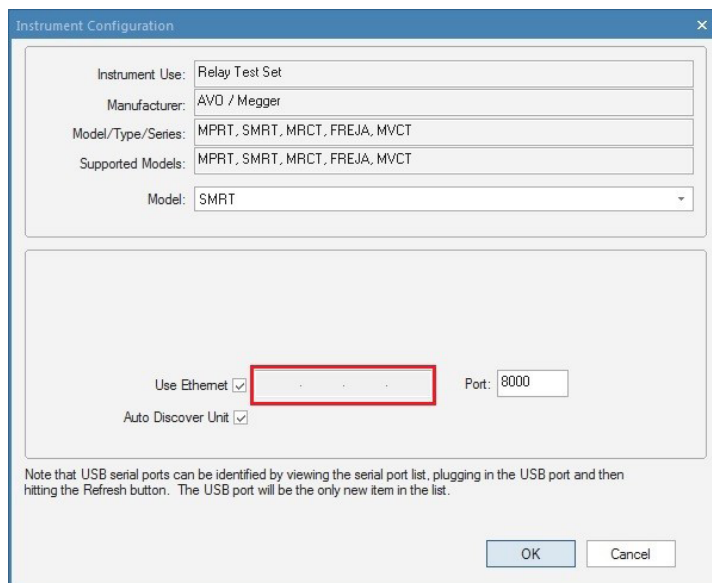 Instrument Configuration
Instrument Use: Relay Test Set
Manufacturer: AVO / Megger
Model/Type/Series: MPRT, SMRT, MRCT, FREJA, MVCT
Supported Models: MPRT, SMRT, MRCT, FREJA, MVCT
Model: SMRT
Use Ethernet . . . Port: 8000
Auto Discover Unit
Note that USB serial ports can be identified by viewing the serial port list, plugging in the USB port and then
hitting the Refresh button. The USB port will be the only new item in the list.
OK Cancel